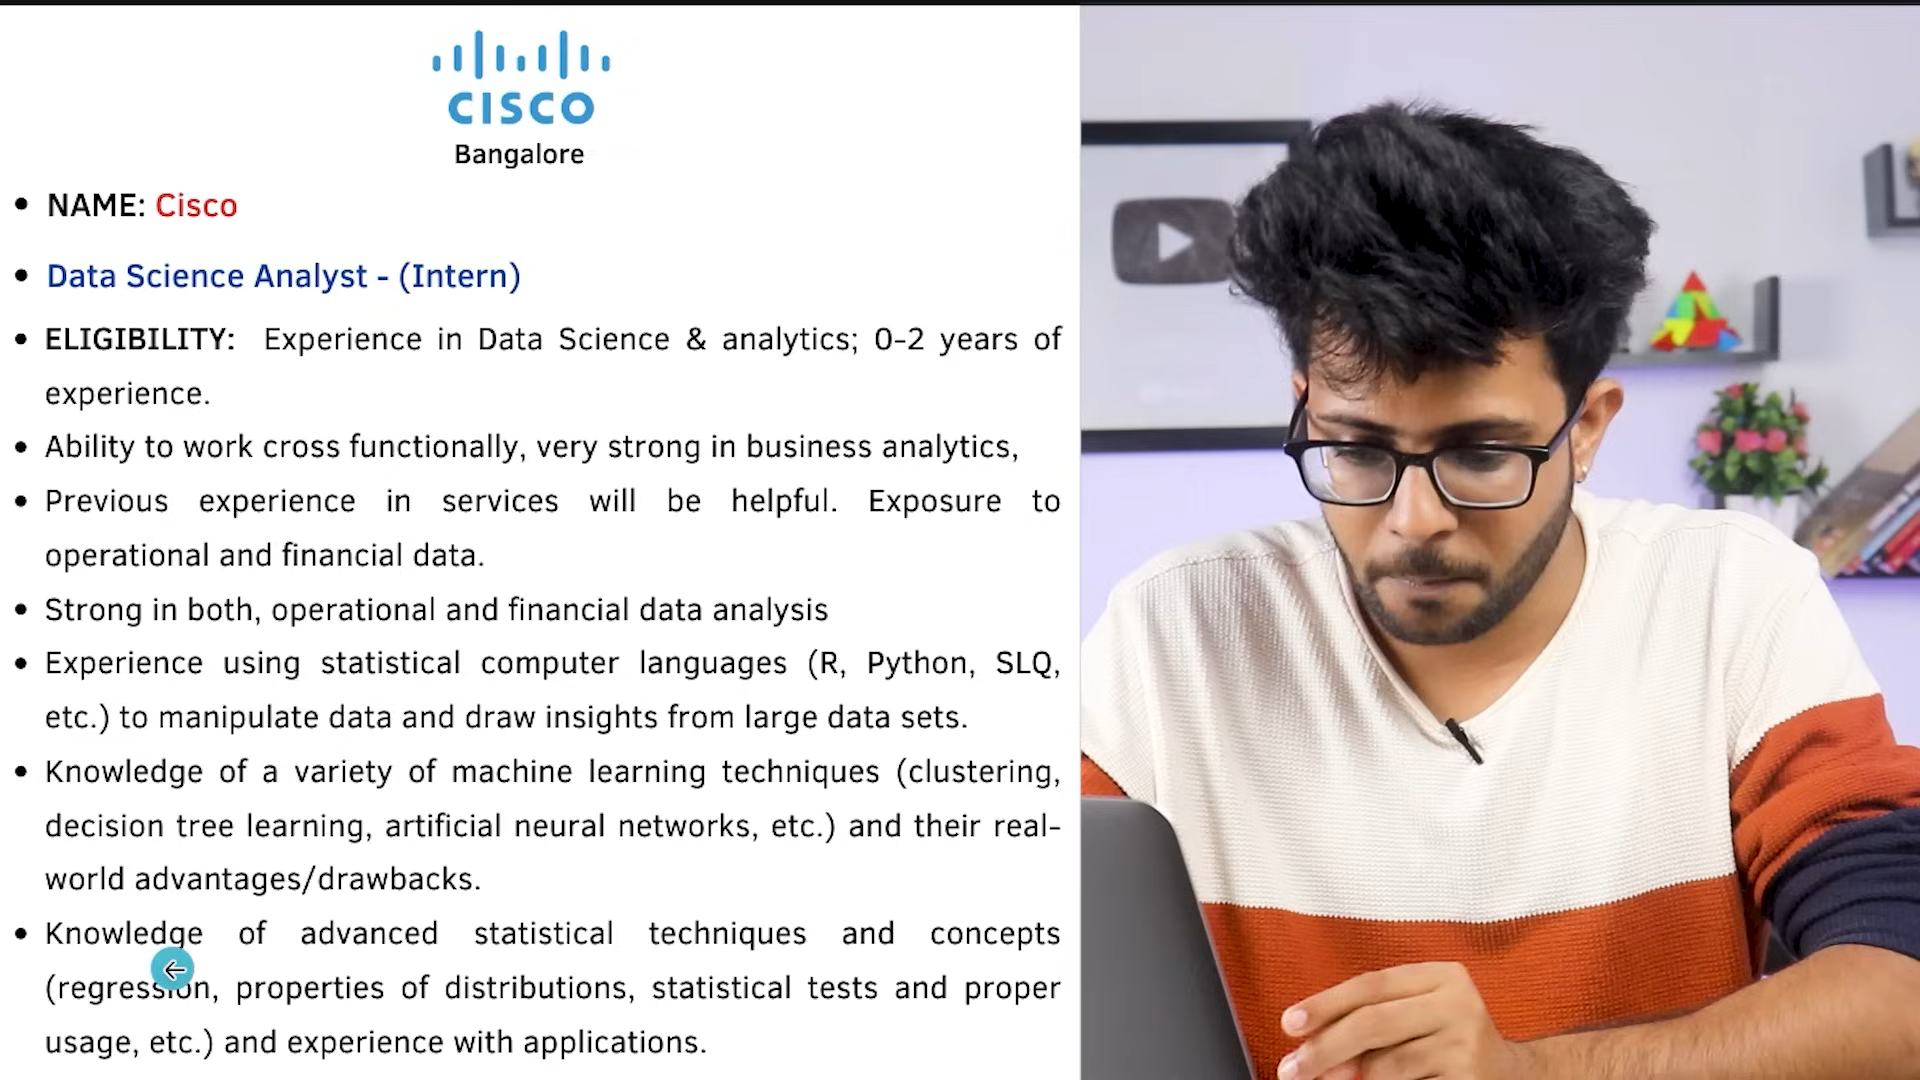 CISCO
Bangalore
• NAME: Cisco
• Data Science Analyst - (Intern)
• ELIGIBILITY: Experience in Data Science & analytics; 0-2 years of
experience.
• Ability to work cross functionally, very strong in business analytics,
• Previous experience in services will be helpful. Exposure to
operational and financial data.
• Strong in both, operational and financial data analysis
• Experience using statistical computer languages (R, Python, SLQ,
etc.) to manipulate data and draw insights from large data sets.
• Knowledge of a variety of machine learning techniques (clustering,
decision tree learning, artificial neural networks, etc.) and their real-
world advantages/drawbacks.
• Knowledge of advanced statistical techniques and concepts
(regression, properties of distributions, statistical tests and proper
usage, etc.) and experience with applications.